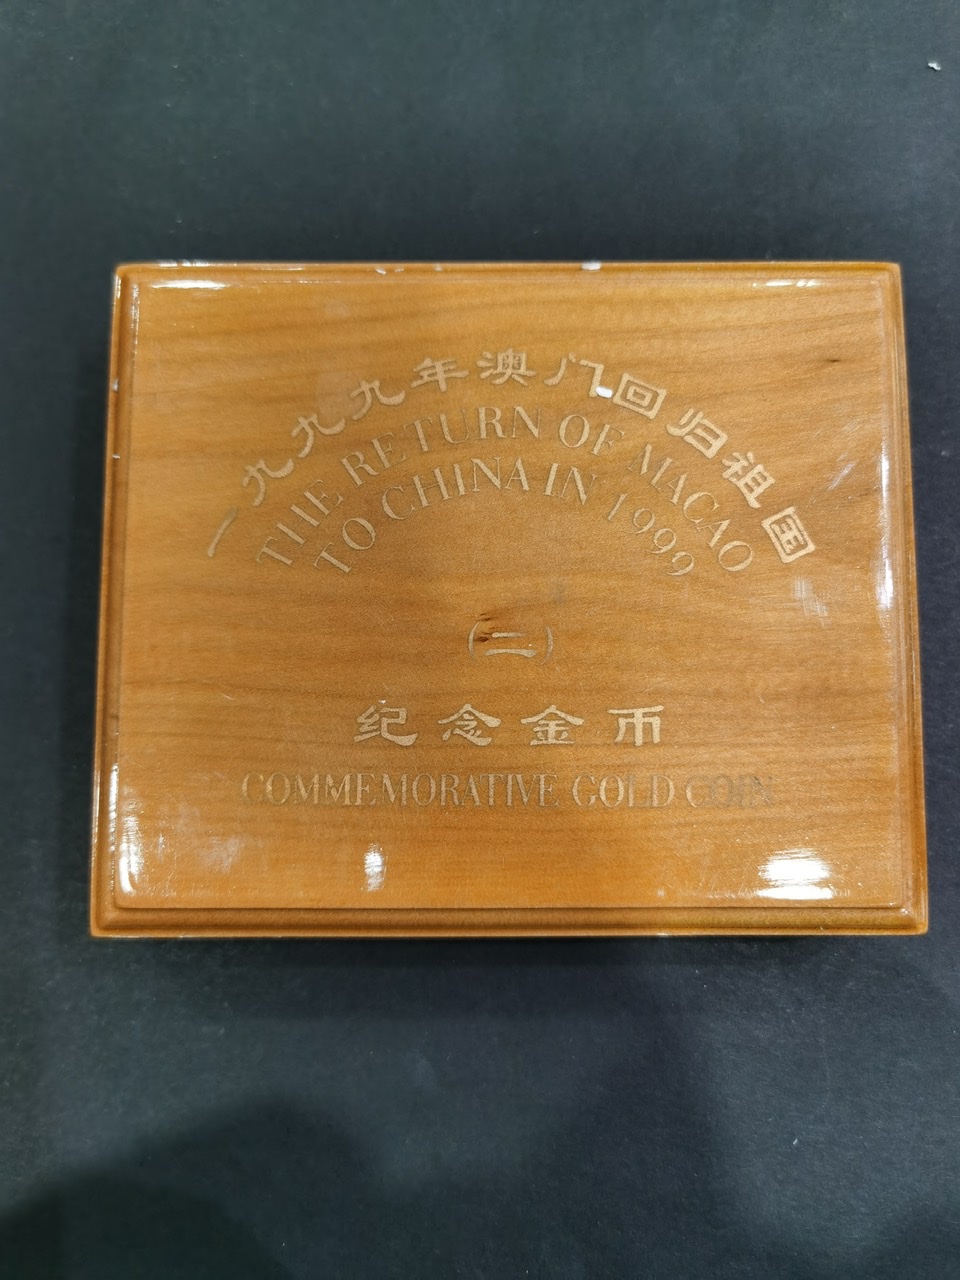 一九九九年澳门回归祖国
THE RETURN OF MACAO
TO CHINA IN 1999
(二)
纪念金币
COMMEMORATIVE GOLD COIN